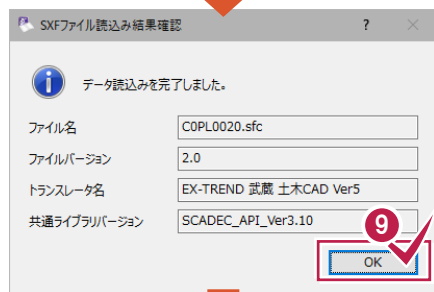 SXFファイル読込み結果確認 ?
データ読込みを完了しました。
ファイル名 C0PL0020.sfc
ファイルバージョン 2.0
トランスレータ名 EX-TREND 武蔵 土木CAD Ver5
共通ライブラリバージョン SCADEC_API_Ver3.10
9
OK